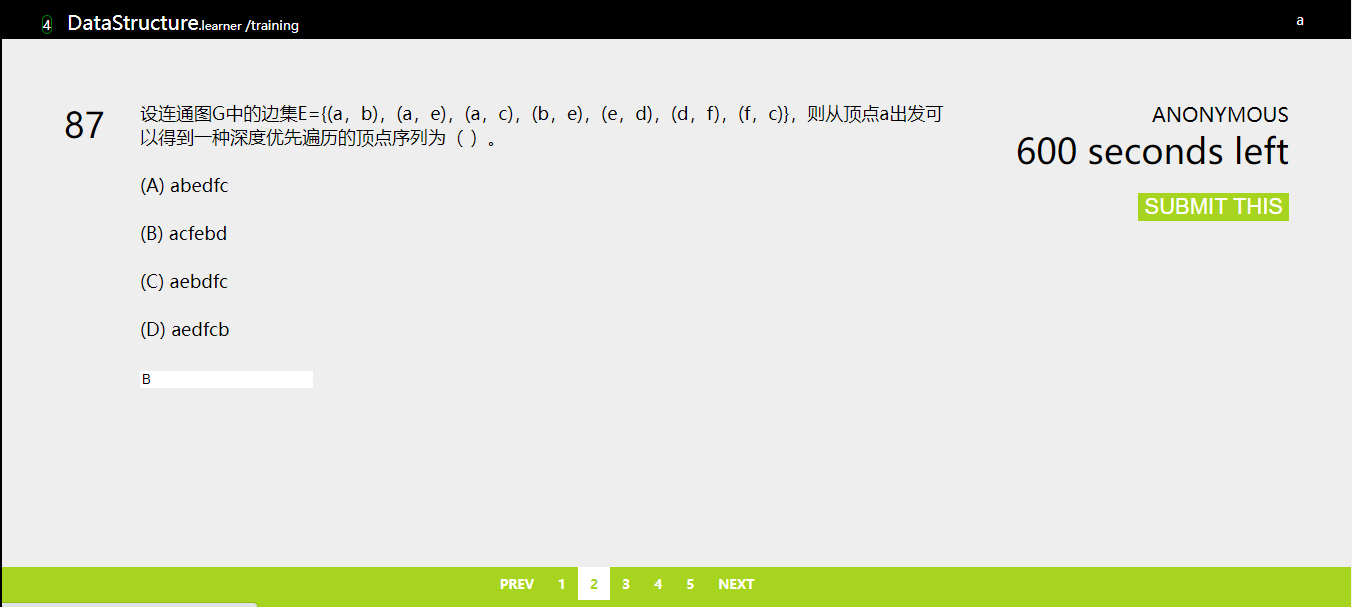 4 DataStructure.learner /training
a
87
设连通图G中的边集E={(a，b)，(a，e)，(a，c)，(b，e)，(e，d)，(d，f)，(f，c)}，则从顶点a出发可
以得到一种深度优先遍历的顶点序列为（ ）。
(A) abedfc
(B) acfebd
(C) aebdfc
(D) aedfcb
B
ANONYMOUS
600 seconds left
SUBMIT THIS
PREV 1 2 3 4 5 NEXT